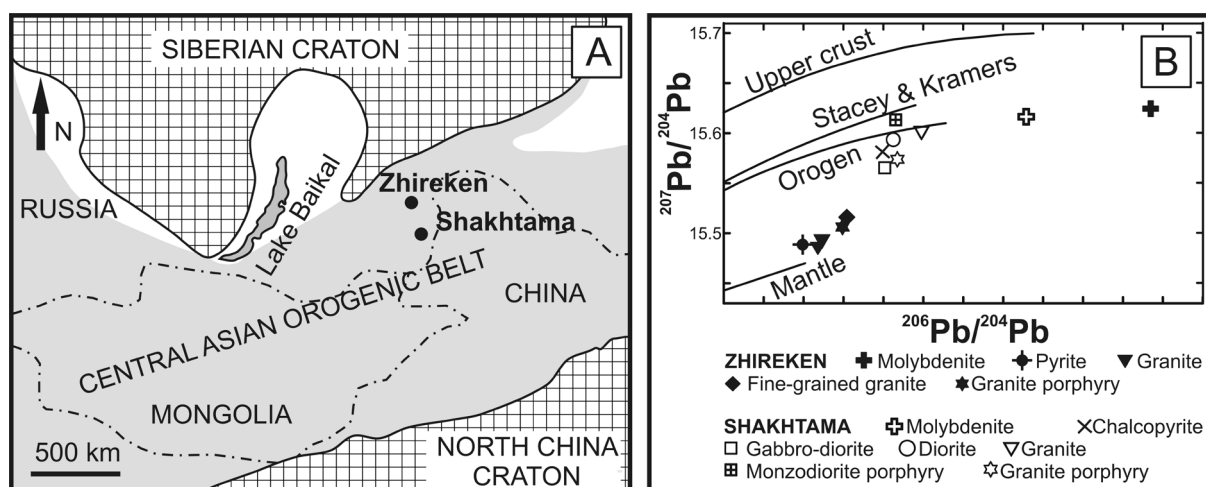 SIBERIAN CRATON
A
N
RUSSIA
Lake Baikal
Zhireken
Shakhtama
CENTRAL ASIAN OROGENIC BELT
CHINA
MONGOLIA
500 km
NORTH CHINA
CRATON
B
15.7
15.6
15.5
207Pb/204Pb
Upper crust
Stacey & Kramers
Orogen
Mantle
206Pb/204Pb
ZHIREKEN Molybdenite Pyrite Granite
Fine-grained granite Granite porphyry
SHAKHTAMA Molybdenite Chalcopyrite
Gabbro-diorite Diorite Granite
Monzodiorite porphyry Granite porphyry